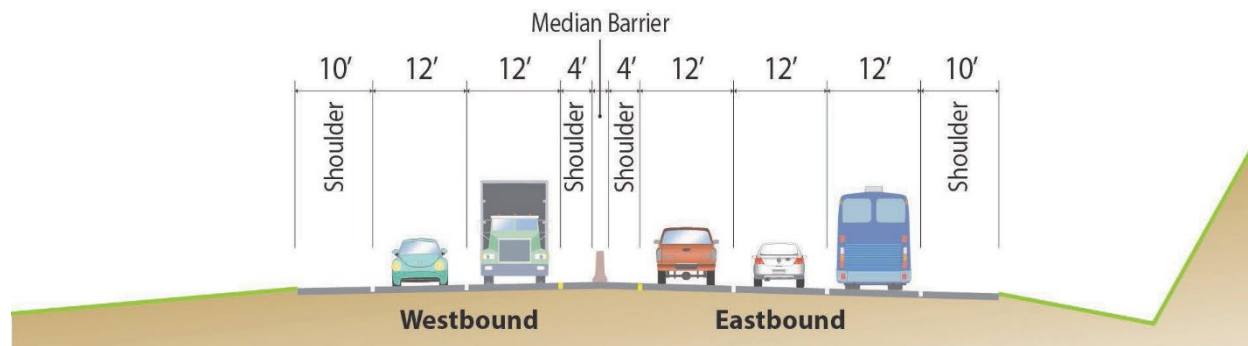 Median Barrier
10’ 12’ 12’ 4’ 4’ 12’ 12’ 12’ 10’
Shoulder
Shoulder
Shoulder
Shoulder
Westbound
Eastbound